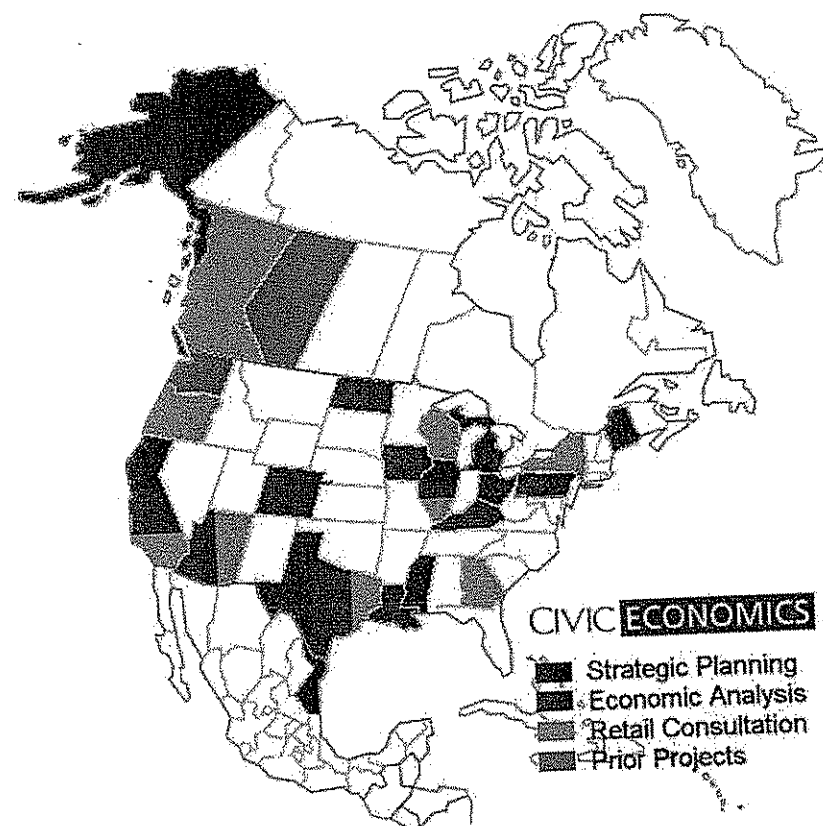 CIVIC ECONOMICS
Strategic Planning
Economic Analysis
Retail Consultation
Prior Projects